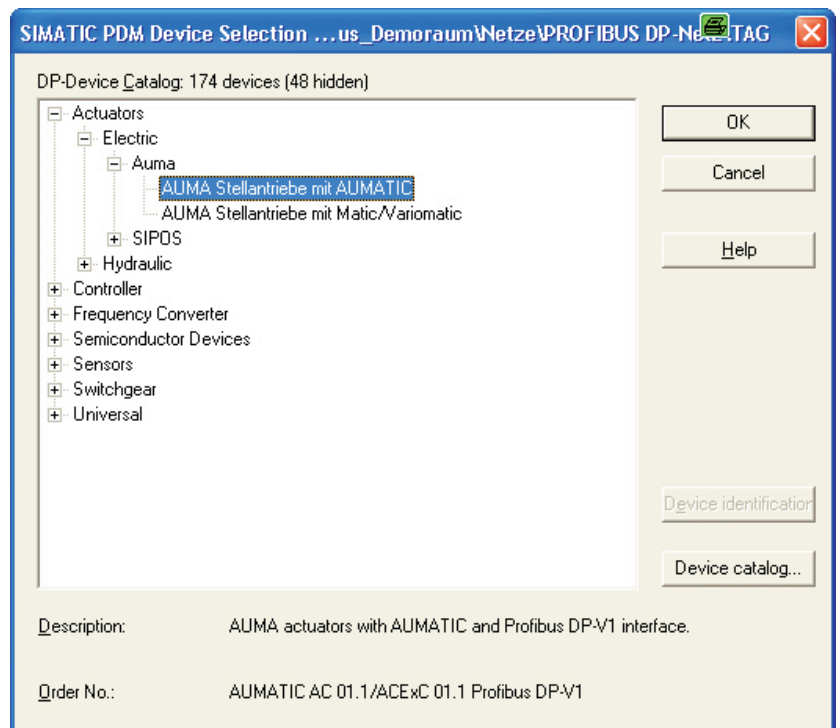 SIMATIC PDM Device Selection ...us_Demoraum\Netze\PROFIBUS DP-Netz\TAG
DP-Device Catalog: 174 devices (48 hidden)
Actuators
Electric
Auma
AUMA Stellantriebe mit AUMATIC
AUMA Stellantriebe mit Matic/Variomatic
SIPOS
Hydraulic
Controller
Frequency Converter
Semiconductor Devices
Sensors
Switchgear
Universal
OK
Cancel
Help
Device identification
Device catalog...
Description: AUMA actuators with AUMATIC and Profibus DP-V1 interface.
Order No.: AUMATIC AC 01.1/ACExC 01.1 Profibus DP-V1